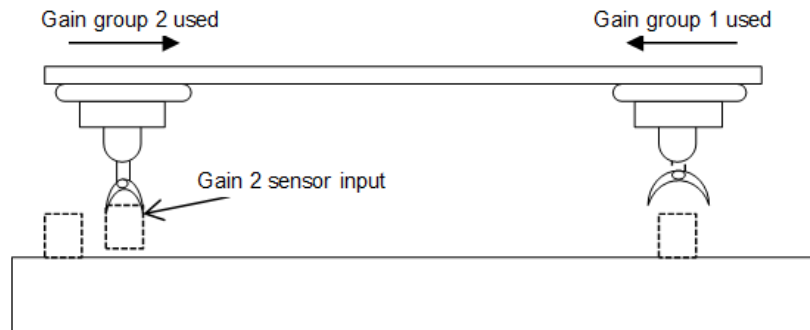 Gain group 2 used
Gain group 1 used
Gain 2 sensor input